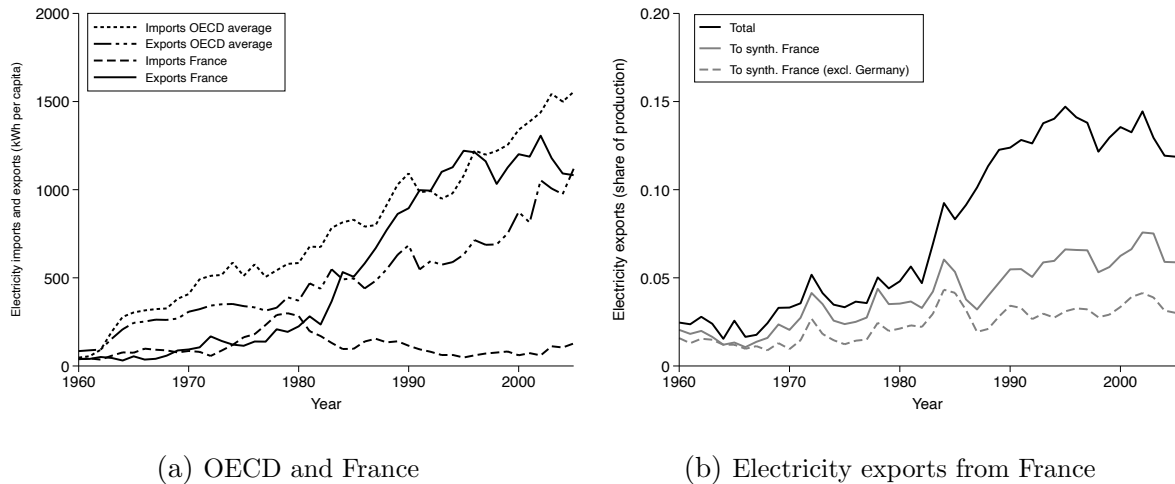 Electricity imports and exports (kWh per capita)
2000
1500
1000
500
0
1960 1970 1980 1990 2000
Year
Imports OECD average
Exports OECD average
Imports France
Exports France
(a) OECD and France
Electricity exports (share of production)
0.20
0.15
0.10
0.05
0
1960 1970 1980 1990 2000
Year
Total
To synth. France
To synth. France (excl. Germany)
(b) Electricity exports from France